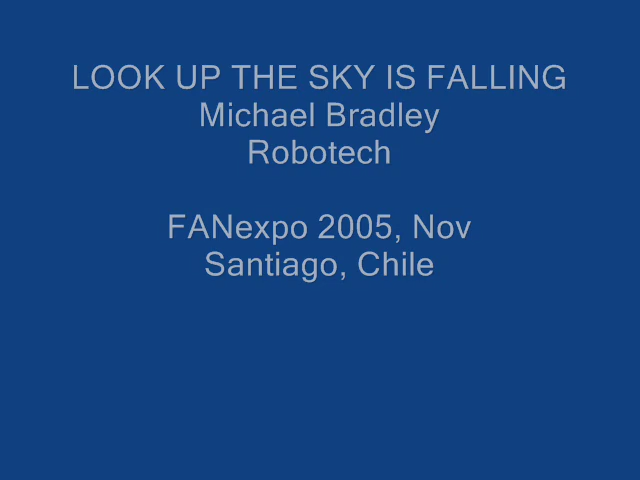 LOOK UP THE SKY IS FALLING
Michael Bradley
Robotech
FANexpo 2005, Nov
Santiago, Chile